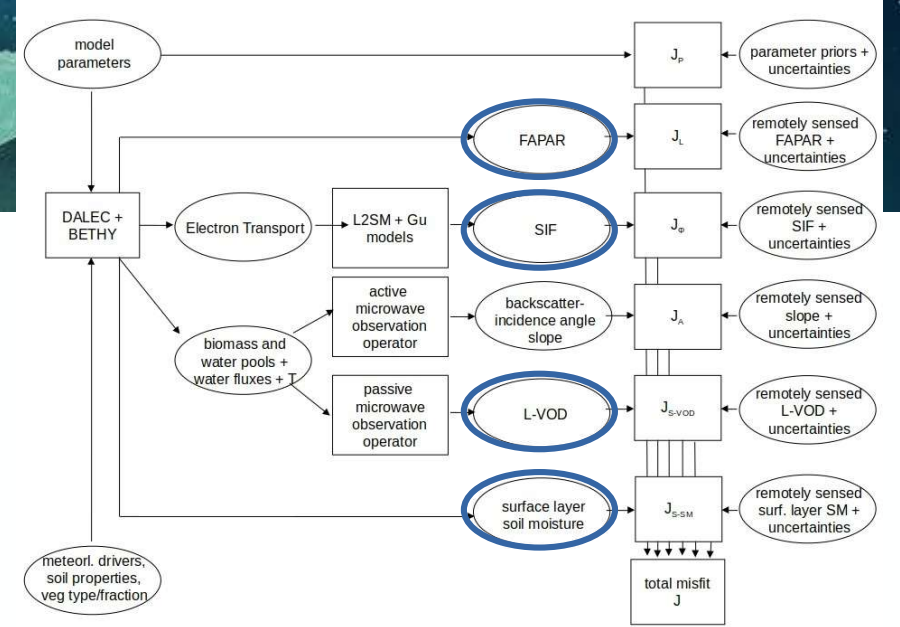 model
parameters
J_P
parameter priors +
uncertainties
FAPAR
J_L
remotely sensed
FAPAR +
uncertainties
DALEC +
BETHY
Electron Transport
L2SM + Gu
models
SIF
J_Φ
remotely sensed
SIF +
uncertainties
active
microwave
observation
operator
backscatter-
incidence angle
slope
J_A
remotely sensed
slope +
uncertainties
biomass and
water pools +
water fluxes + T
passive
microwave
observation
operator
L-VOD
J_S-VOD
remotely sensed
L-VOD +
uncertainties
surface layer
soil moisture
J_S-SM
remotely sensed
surf. layer SM +
uncertainties
meteorl. drivers,
soil properties,
veg type/fraction
total misfit
J